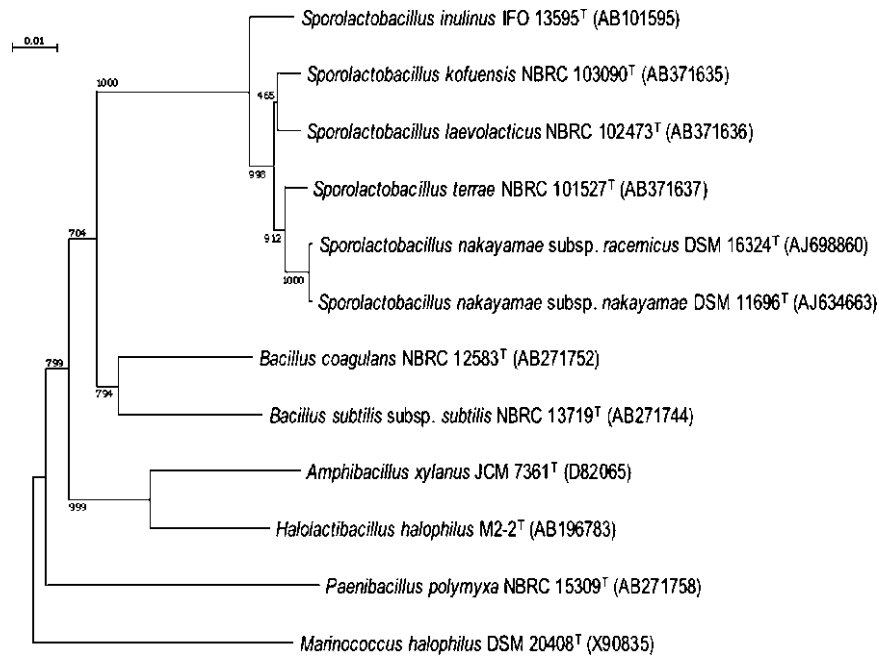 Sporolactobacillus inulinus IFO 13595ᵀ (AB101595)
0.01
Sporolactobacillus kofuensis NBRC 103090ᵀ (AB371635)
1000
465
Sporolactobacillus laevolacticus NBRC 102473ᵀ (AB371636)
998
Sporolactobacillus terrae NBRC 101527ᵀ (AB371637)
704
912
Sporolactobacillus nakayamae subsp. racemicus DSM 16324ᵀ (AJ698860)
1000
Sporolactobacillus nakayamae subsp. nakayamae DSM 11696ᵀ (AJ634663)
799
Bacillus coagulans NBRC 12583ᵀ (AB271752)
794
Bacillus subtilis subsp. subtilis NBRC 13719ᵀ (AB271744)
Amphibacillus xylanus JCM 7361ᵀ (D82065)
999
Halolactibacillus halophilus M2-2ᵀ (AB196783)
Paenibacillus polymyxa NBRC 15309ᵀ (AB271758)
Marinococcus halophilus DSM 20408ᵀ (X90835)